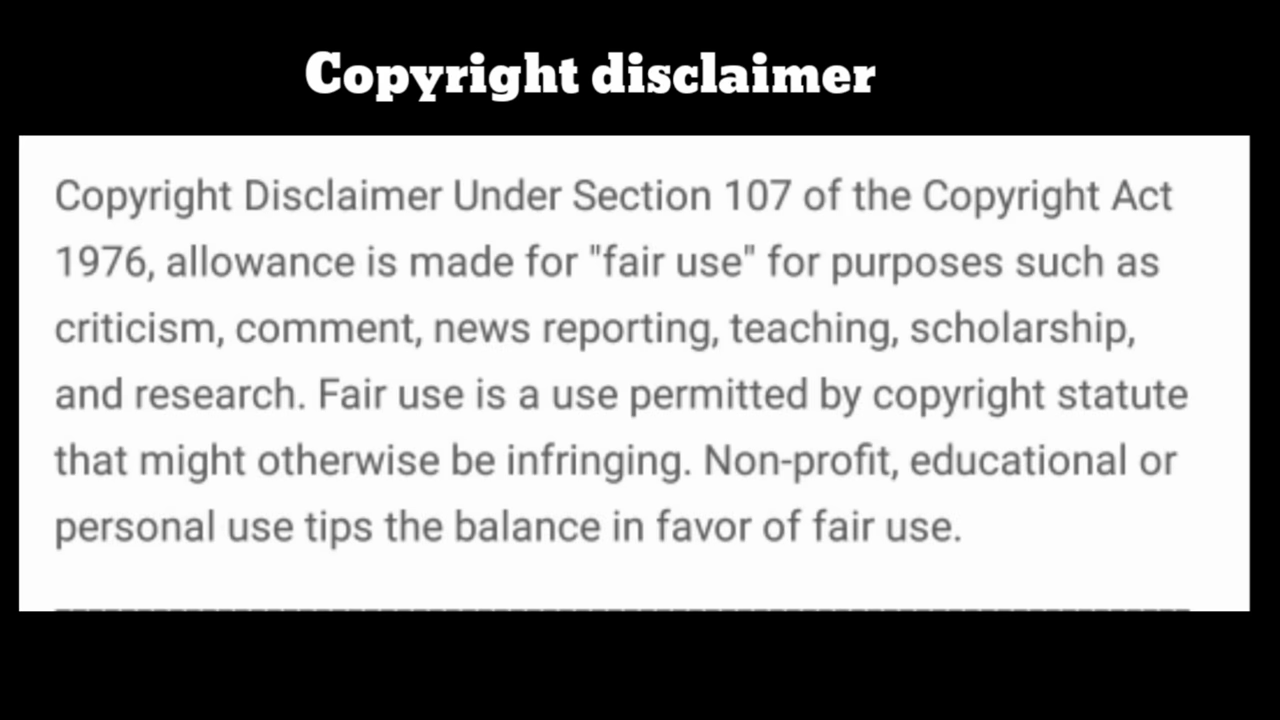 Copyright disclaimer
Copyright Disclaimer Under Section 107 of the Copyright Act
1976, allowance is made for "fair use" for purposes such as
criticism, comment, news reporting, teaching, scholarship,
and research. Fair use is a use permitted by copyright statute
that might otherwise be infringing. Non-profit, educational or
personal use tips the balance in favor of fair use.